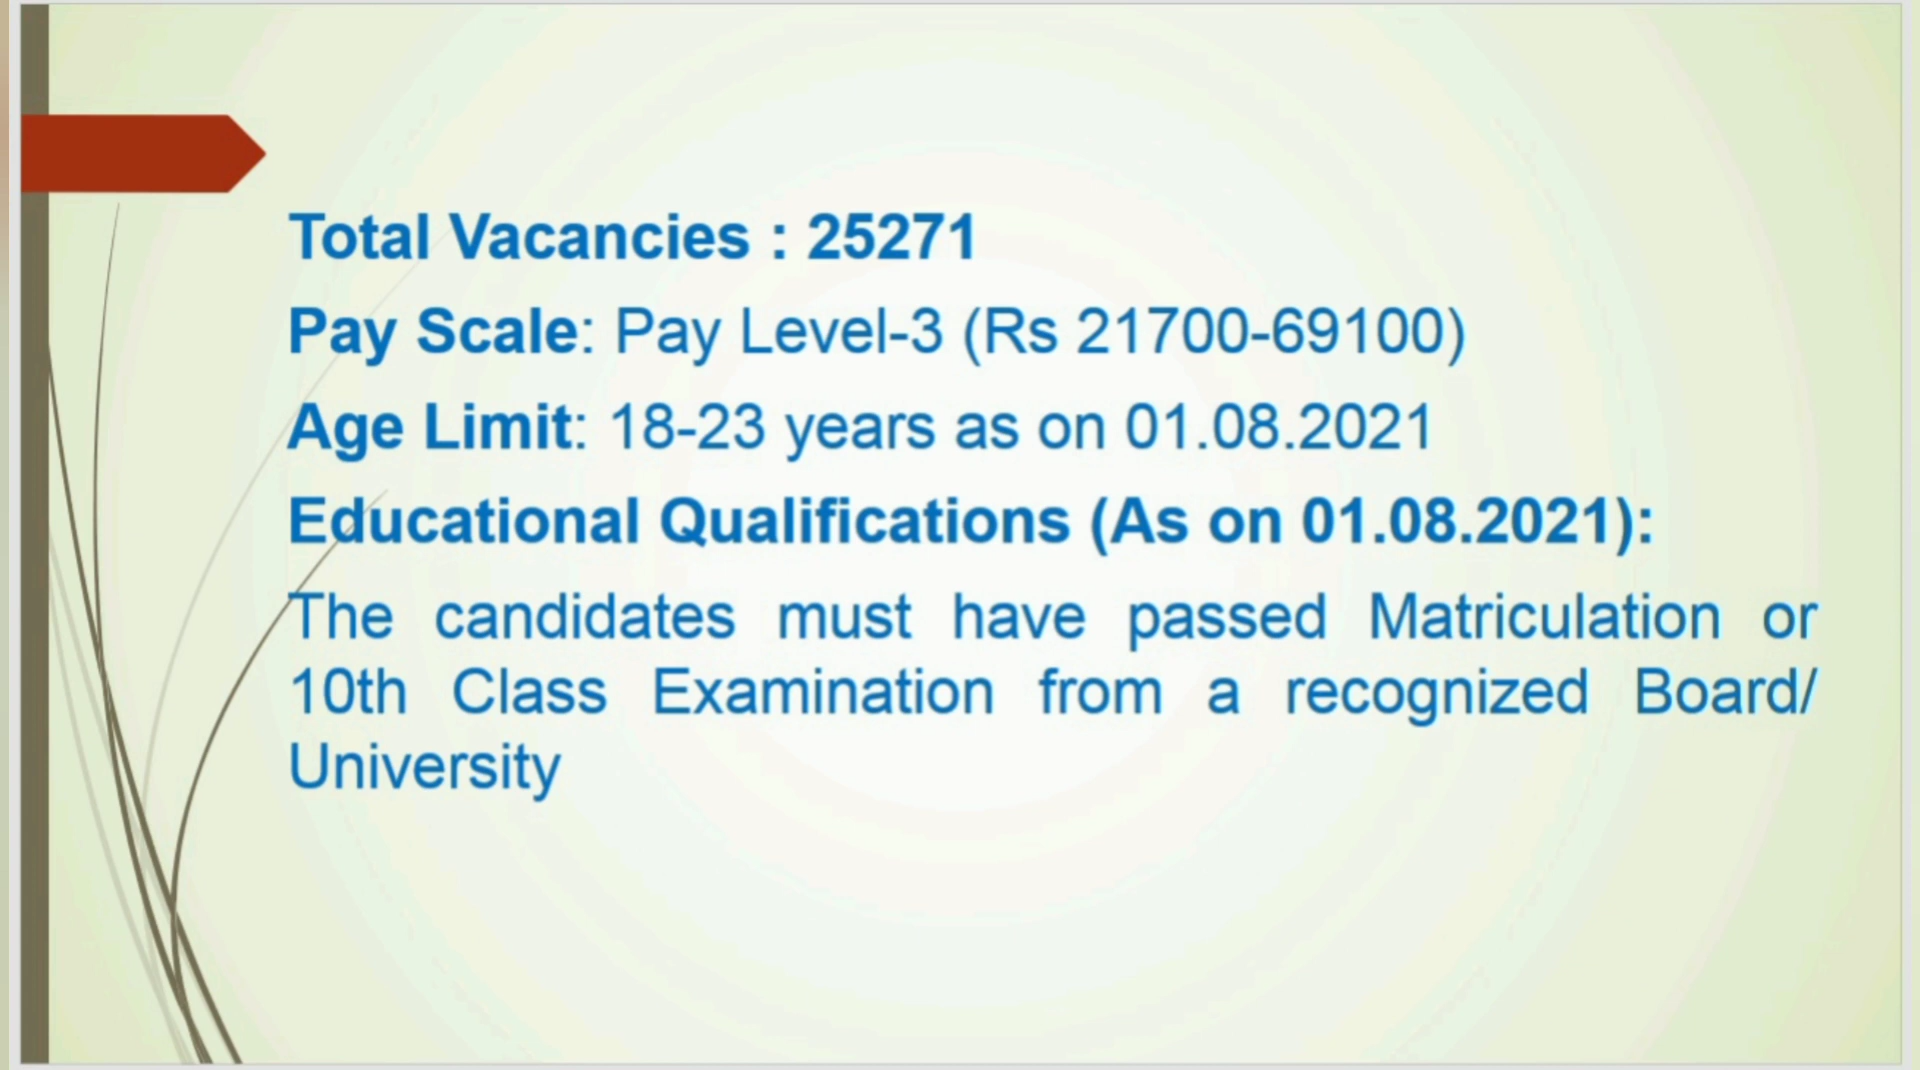 Total Vacancies : 25271
Pay Scale: Pay Level-3 (Rs 21700-69100)
Age Limit: 18-23 years as on 01.08.2021
Educational Qualifications (As on 01.08.2021):
The candidates must have passed Matriculation or
10th Class Examination from a recognized Board/
University